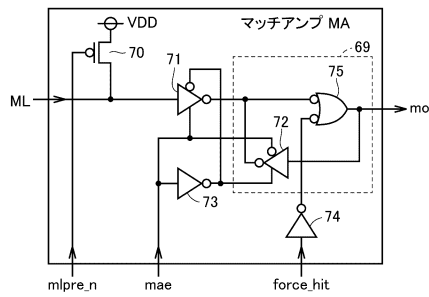 VDD
マッチアンプ MA
70
71
69
75
ML
mo
72
73
74
mlpre_n
mae
force_hit